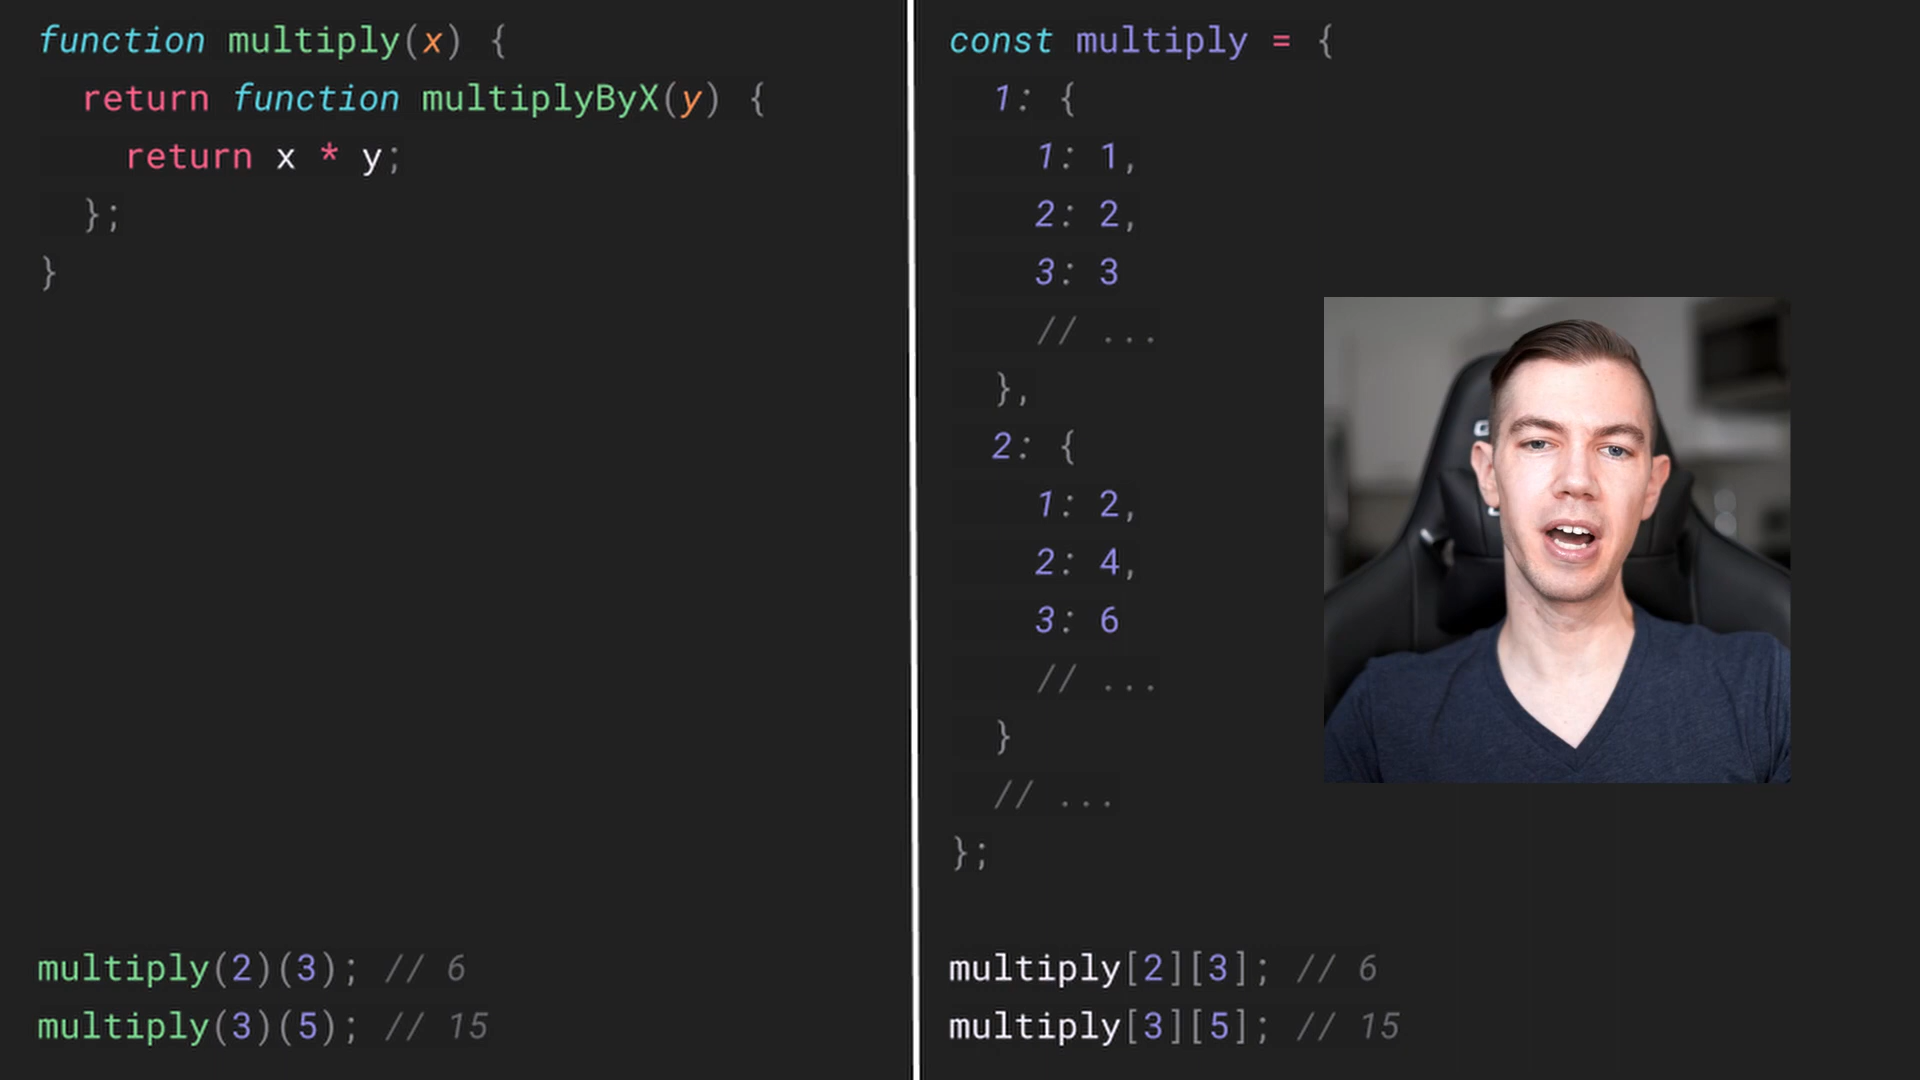 function multiply(x) {
return function multiplyByX(y) {
return x * y;
};
}
multiply(2)(3); // 6
multiply(3)(5); // 15
const multiply = {
1: {
1: 1,
2: 2,
3: 3
// ...
},
2: {
1: 2,
2: 4,
3: 6
// ...
}
// ...
};
multiply[2][3]; // 6
multiply[3][5]; // 15